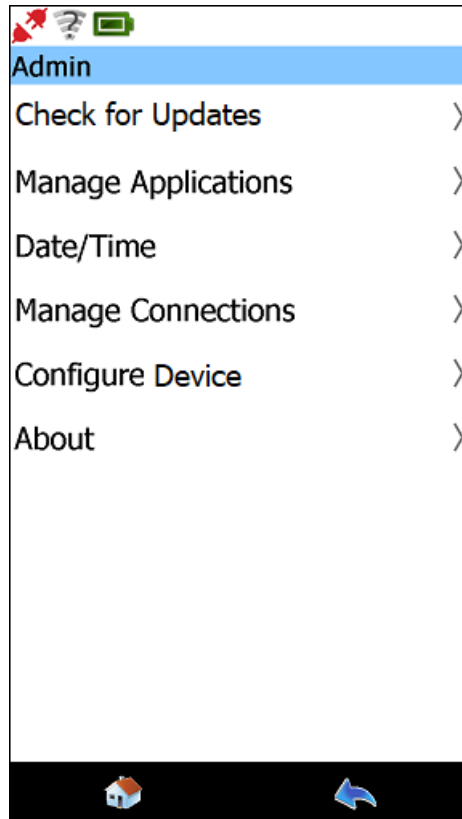 Admin
Check for Updates
Manage Applications
Date/Time
Manage Connections
Configure Device
About